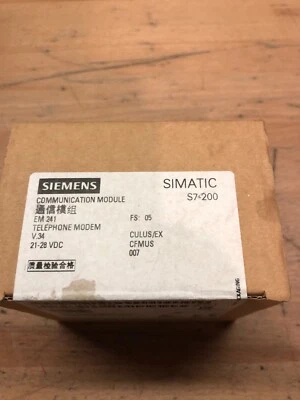 SIEMENS
SIMATIC
S7-200
COMMUNICATION MODULE
通信模组
EM 241
FS: 05
TELEPHONE MODEM
V.34
CULUS/EX
21-28 VDC
CFMUS
007
质量检验合格